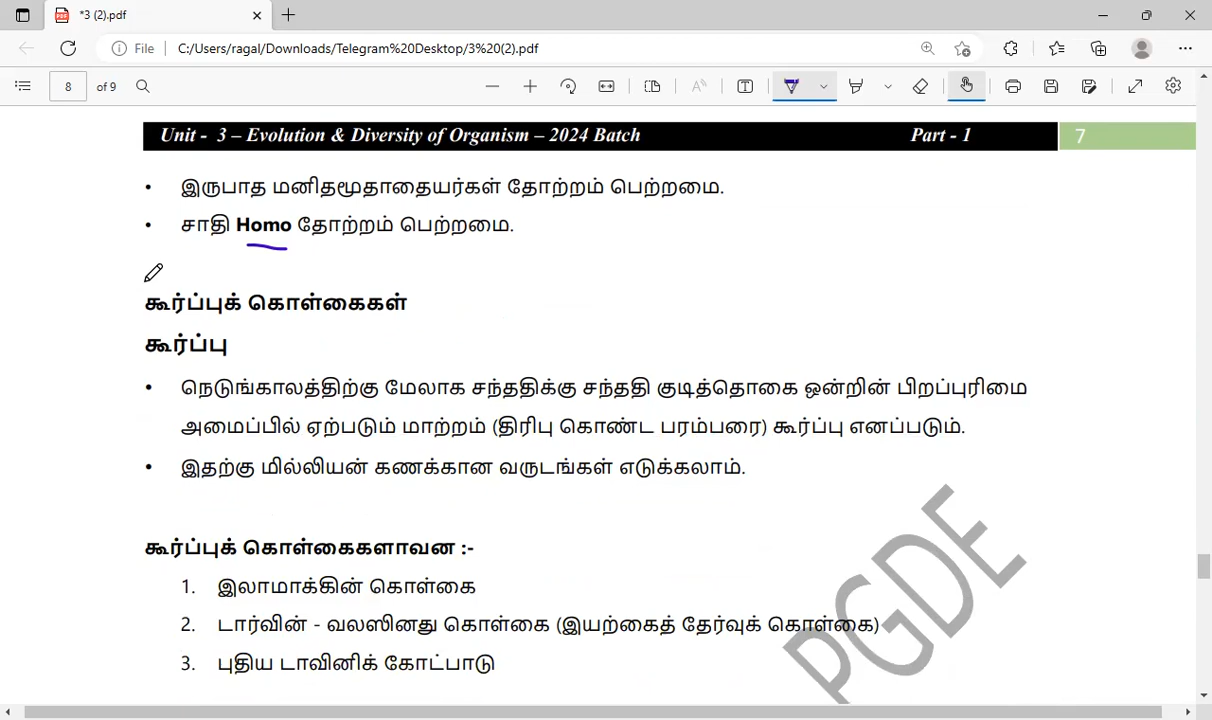 *3 (2).pdf
File
C:/Users/ragal/Downloads/Telegram%20Desktop/3%20(2).pdf
8 of 9
Unit - 3 – Evolution & Diversity of Organism – 2024 Batch Part - 1 7
• இருபாத மனிதமூதாதையர்கள் தோற்றம் பெற்றமை.
• சாதி Homo தோற்றம் பெற்றமை.
கூர்ப்புக் கொள்கைகள்
கூர்ப்பு
• நெடுங்காலத்திற்கு மேலாக சந்ததிக்கு சந்ததி குடித்தொகை ஒன்றின் பிறப்புரிமை
அமைப்பில் ஏற்படும் மாற்றம் (திரிபு கொண்ட பரம்பரை) கூர்ப்பு எனப்படும்.
• இதற்கு மில்லியன் கணக்கான வருடங்கள் எடுக்கலாம்.
கூர்ப்புக் கொள்கைகளாவன :-
1. இலாமாக்கின் கொள்கை
2. டார்வின் - வலஸினது கொள்கை (இயற்கைத் தேர்வுக் கொள்கை)
3. புதிய டாவினிக் கோட்பாடு
PGDE